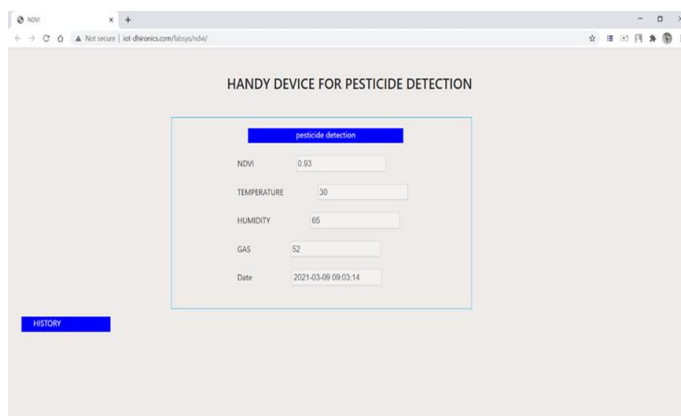 NDVI
Not secure | iot-dhironics.com/fabsys/ndvi/
HANDY DEVICE FOR PESTICIDE DETECTION
pesticide detection
NDVI 0.93
TEMPERATURE 30
HUMIDITY 65
GAS 52
Date 2021-03-09 09:03:14
HISTORY